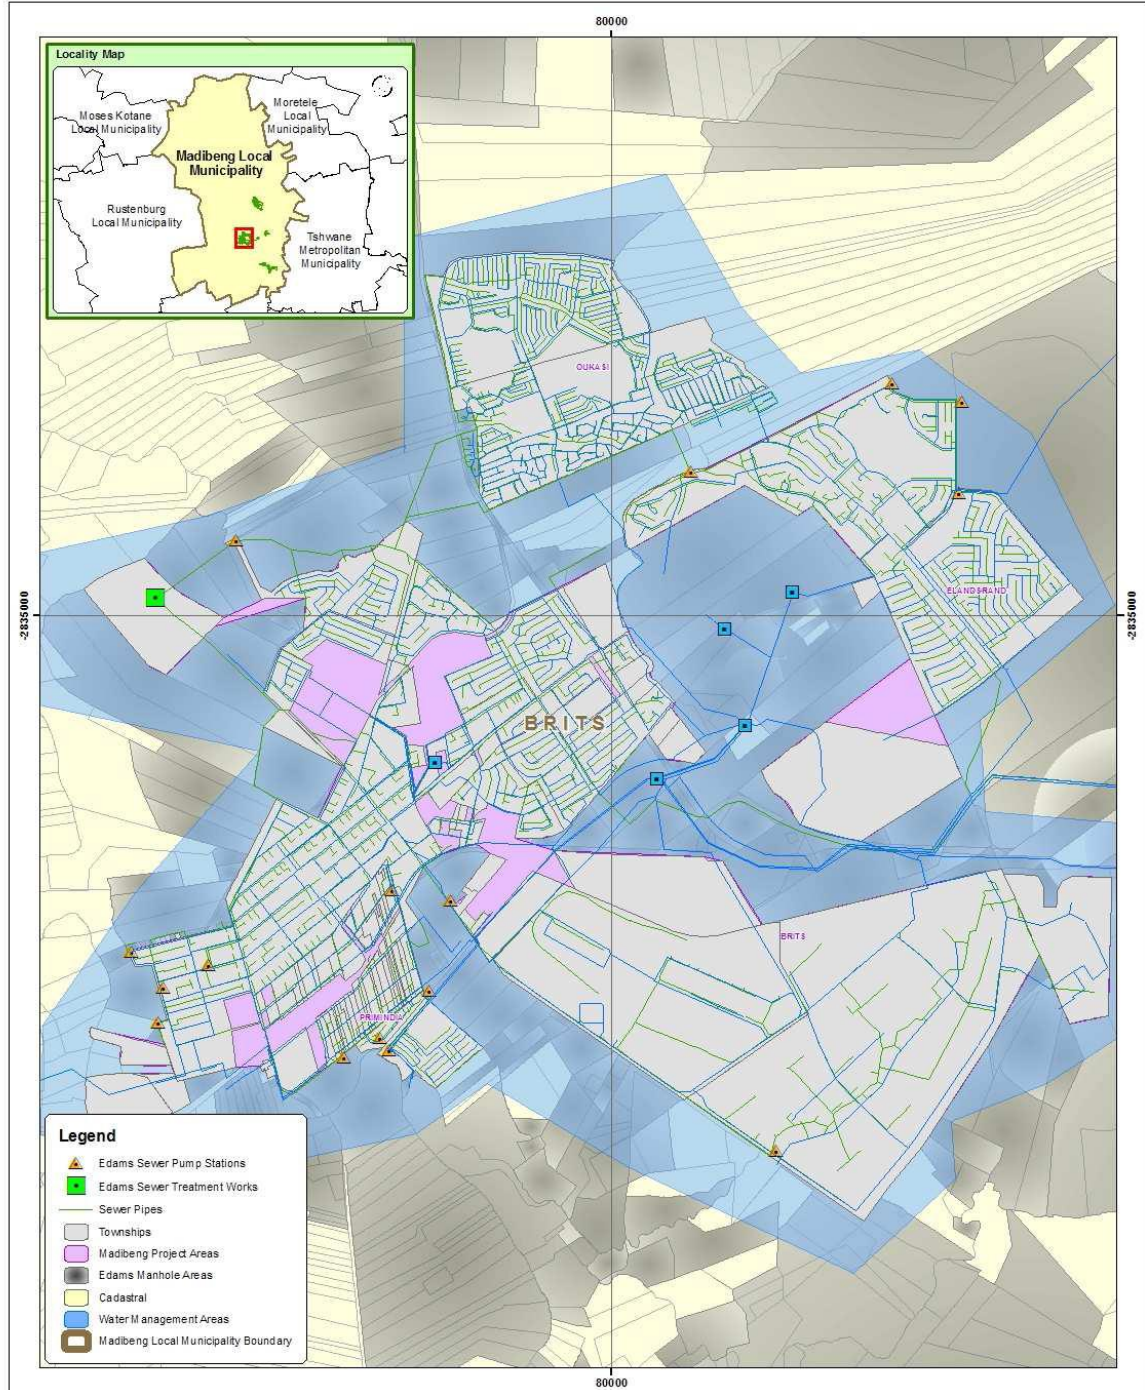 80000
Locality Map
Moses Kotane
Local Municipality
Moretele
Local
Municipality
Madibeng Local
Municipality
Rustenburg
Local Municipality
Tshwane
Metropolitan
Municipality
OUKASI
-2835000
-2835000
ELANDSRAND
BRITS
BRITS
PRIMINDIA
Legend
Edams Sewer Pump Stations
Edams Sewer Treatment Works
Sewer Pipes
Townships
Madibeng Project Areas
Edams Manhole Areas
Cadastral
Water Management Areas
Madibeng Local Municipality Boundary
80000